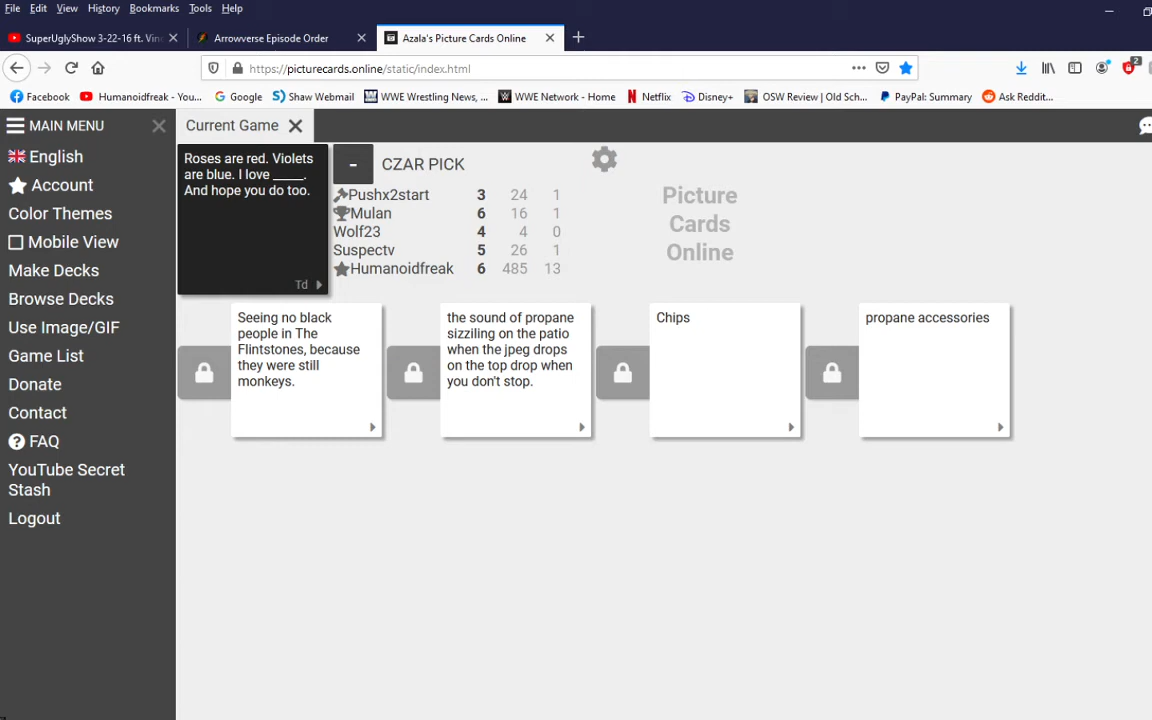 File Edit View History Bookmarks Tools Help
SuperUglyShow 3-22-16 ft. Vin
Arrowverse Episode Order
Azala's Picture Cards Online
https://picturecards.online/static/index.html
2
Facebook
Humanoidfreak - You...
Google
Shaw Webmail
WWE Wrestling News, ...
WWE Network - Home
Netflix
Disney+
OSW Review | Old Sch...
PayPal: Summary
Ask Reddit...
MAIN MENU
English
Account
Color Themes
Mobile View
Make Decks
Browse Decks
Use Image/GIF
Game List
Donate
Contact
FAQ
YouTube Secret
Stash
Logout
Current Game
Roses are red. Violets
are blue. I love _____.
And hope you do too.
Td
-
CZAR PICK
Pushx2start 3 24 1
Mulan 6 16 1
Wolf23 4 4 0
Suspectv 5 26 1
Humanoidfreak 6 485 13
Picture
Cards
Online
Seeing no black
people in The
Flintstones, because
they were still
monkeys.
the sound of propane
sizziling on the patio
when the jpeg drops
on the top drop when
you don't stop.
Chips
propane accessories